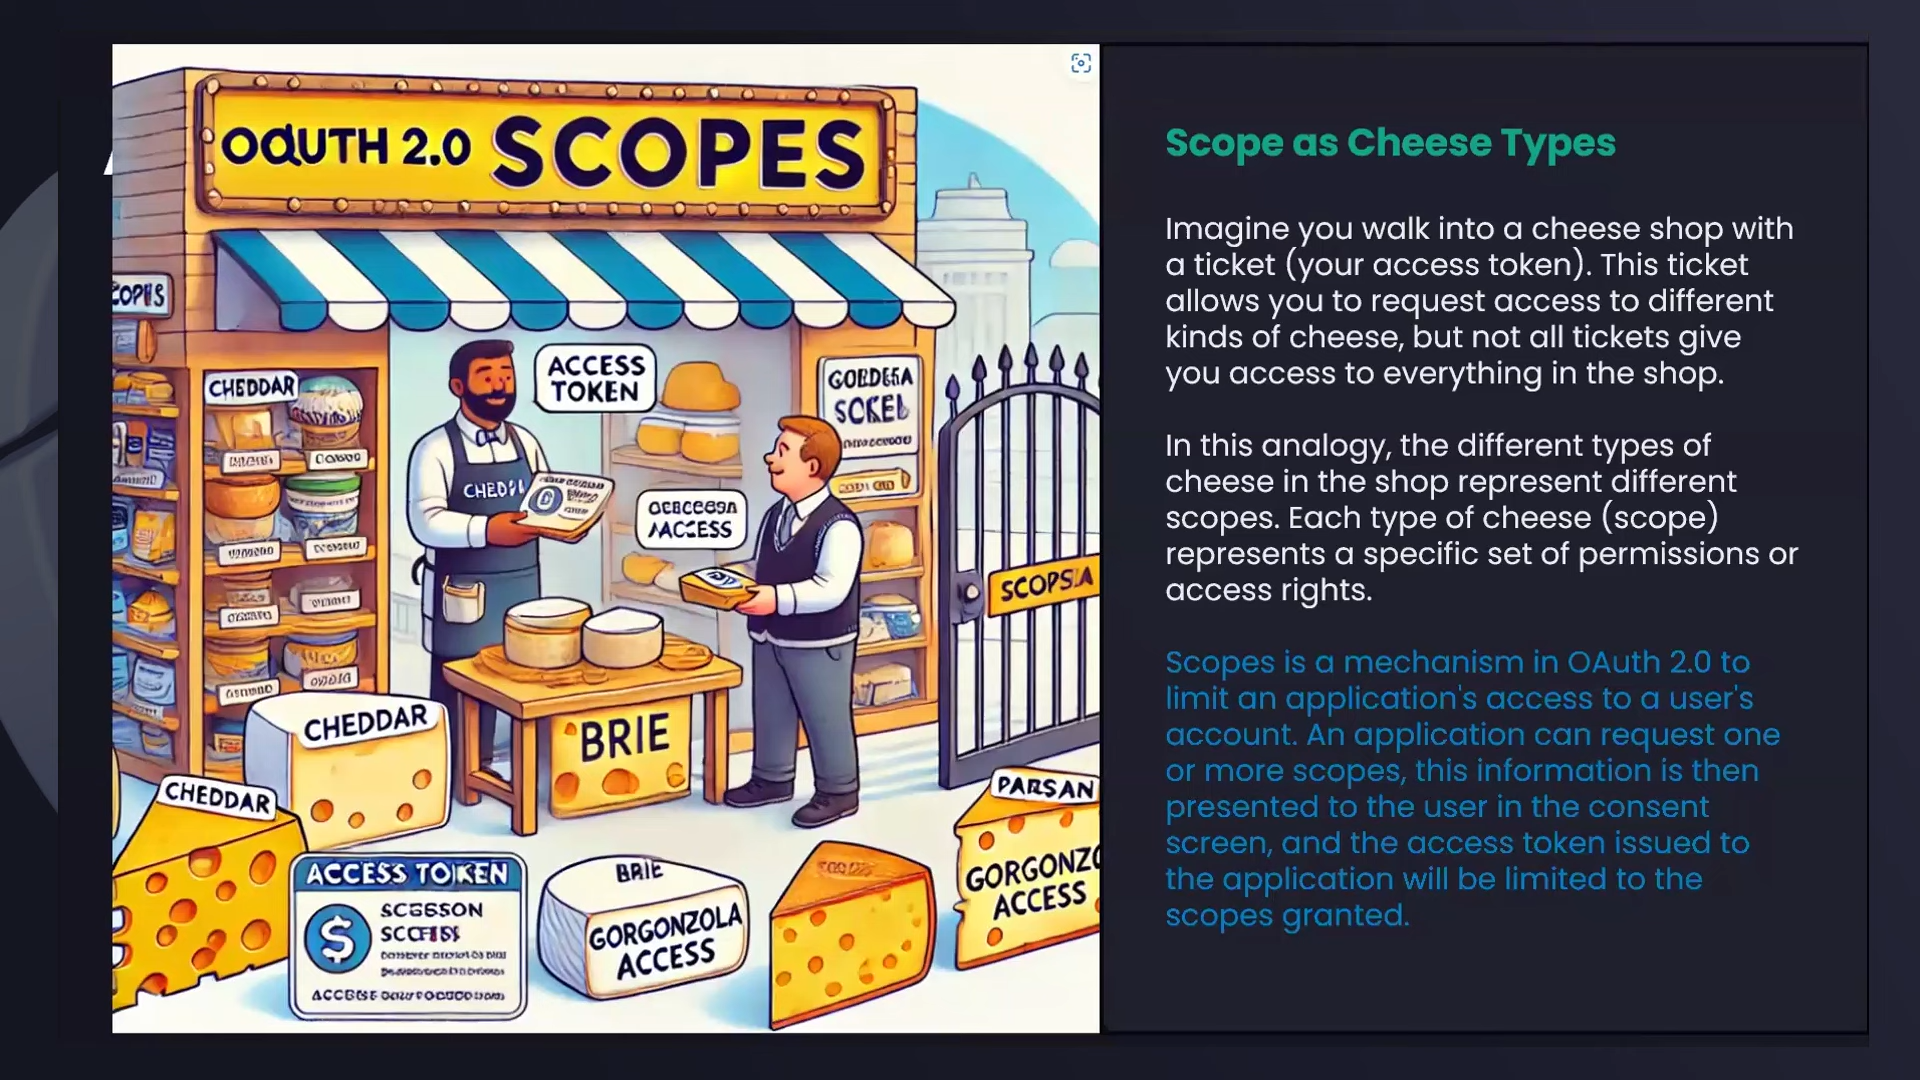 OAUTH 2.0 SCOPES
COPES
CHEDDAR
ACCESS
TOKEN
SCOPSIA
CHEDDAR
BRIE
CHEDDAR
PARSAN
ACCESS TOKEN
BRIE
GORGONZOLA
ACCESS
GORGONZO
ACCESS
Scope as Cheese Types
Imagine you walk into a cheese shop with
a ticket (your access token). This ticket
allows you to request access to different
kinds of cheese, but not all tickets give
you access to everything in the shop.
In this analogy, the different types of
cheese in the shop represent different
scopes. Each type of cheese (scope)
represents a specific set of permissions or
access rights.
Scopes is a mechanism in OAuth 2.0 to
limit an application's access to a user's
account. An application can request one
or more scopes, this information is then
presented to the user in the consent
screen, and the access token issued to
the application will be limited to the
scopes granted.